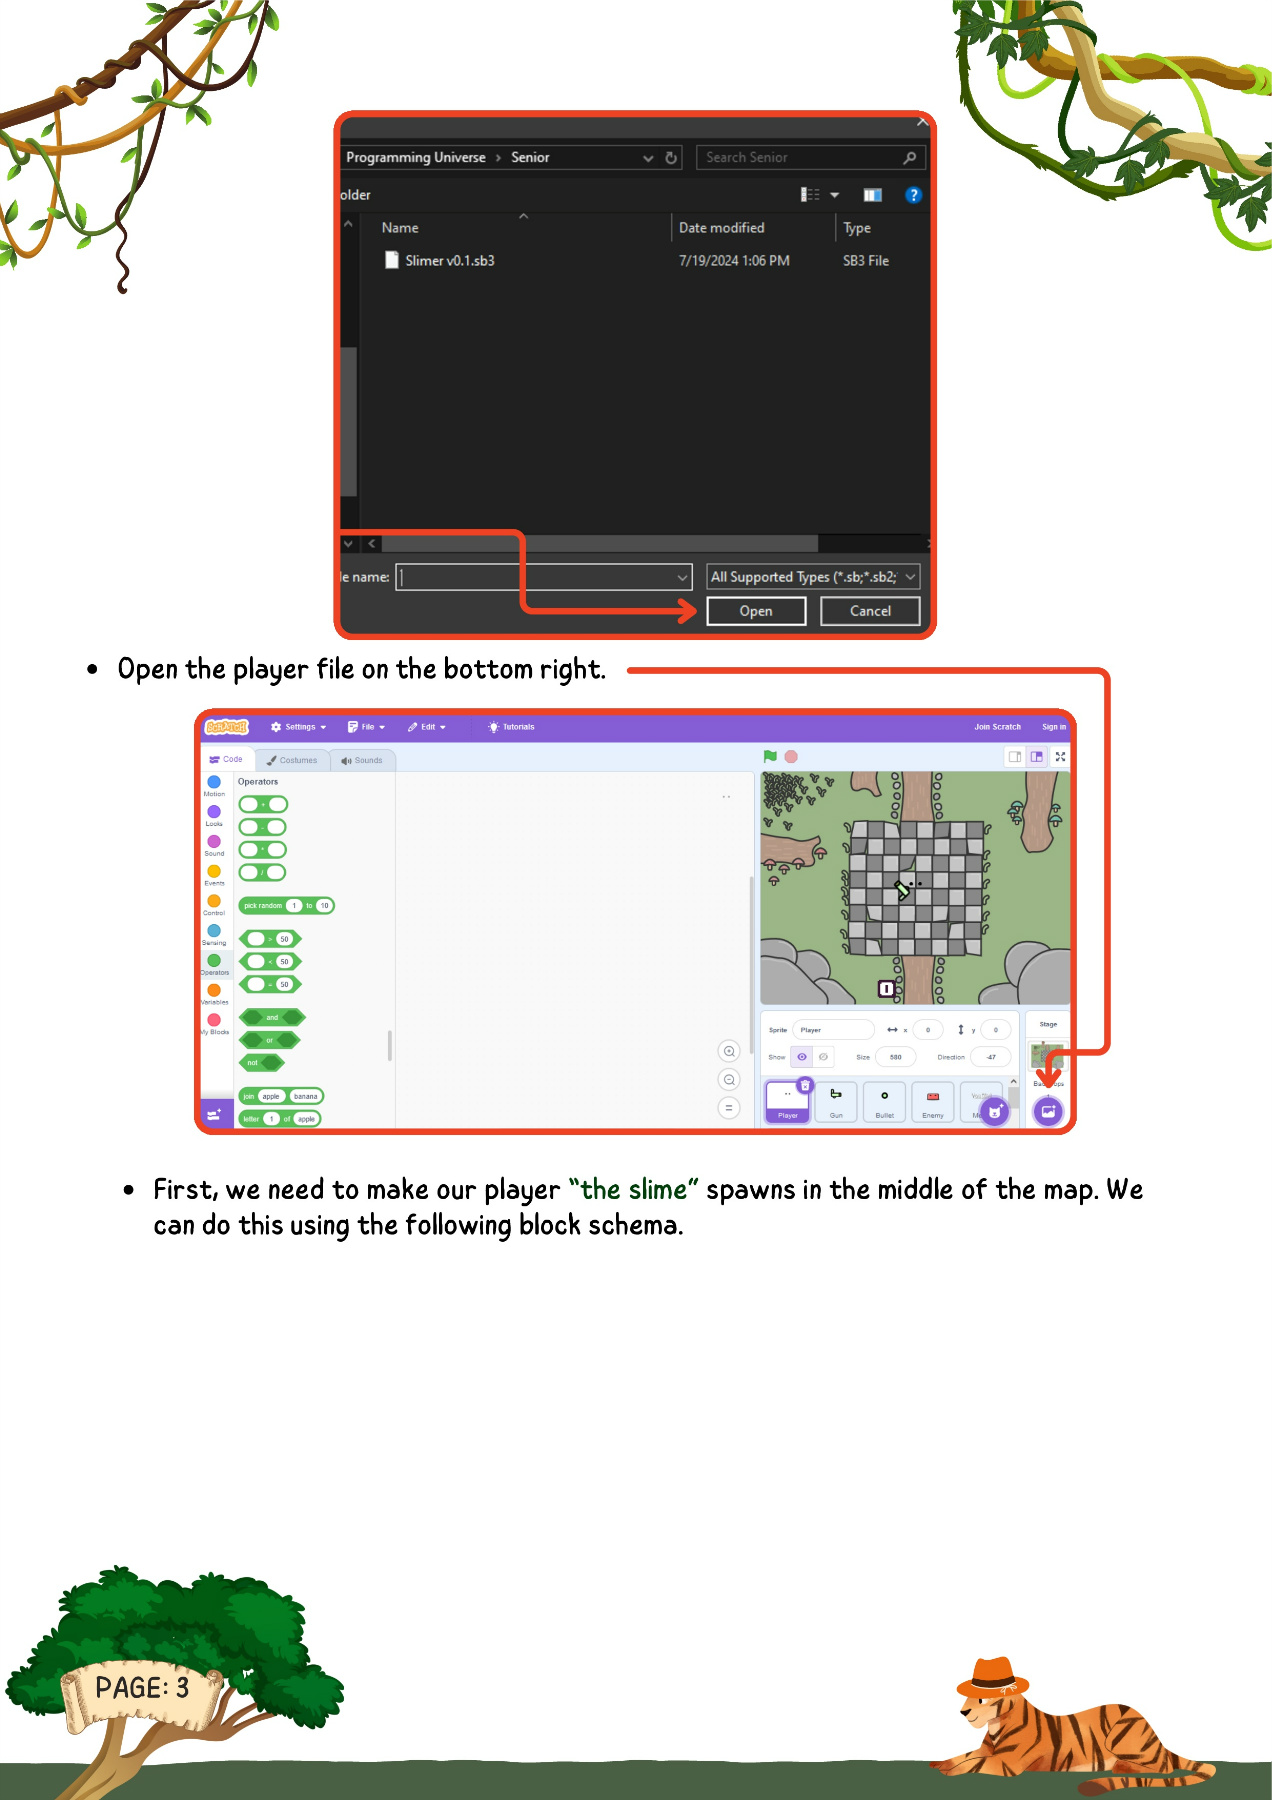 Programming Universe › Senior
Search Senior
older
Name
Date modified
Type
Slimer v0.1.sb3
7/19/2024 1:06 PM
SB3 File
le name:
All Supported Types (*.sb;*.sb2;
Open
Cancel
• Open the player file on the bottom right.
SCRATCH
Settings
File
Edit
Tutorials
Join Scratch
Sign in
Code
Costumes
Sounds
Motion
Looks
Sound
Events
Control
Sensing
Operators
Variables
My Blocks
Operators
+
-
*
/
pick random 1 to 10
> 50
< 50
= 50
and
or
not
join apple banana
letter 1 of apple
Sprite Player
x 0
y 0
Show
Size 580
Direction -47
Stage
Player
Gun
Bullet
Enemy
• First, we need to make our player “the slime” spawns in the middle of the map. We
can do this using the following block schema.
PAGE: 3